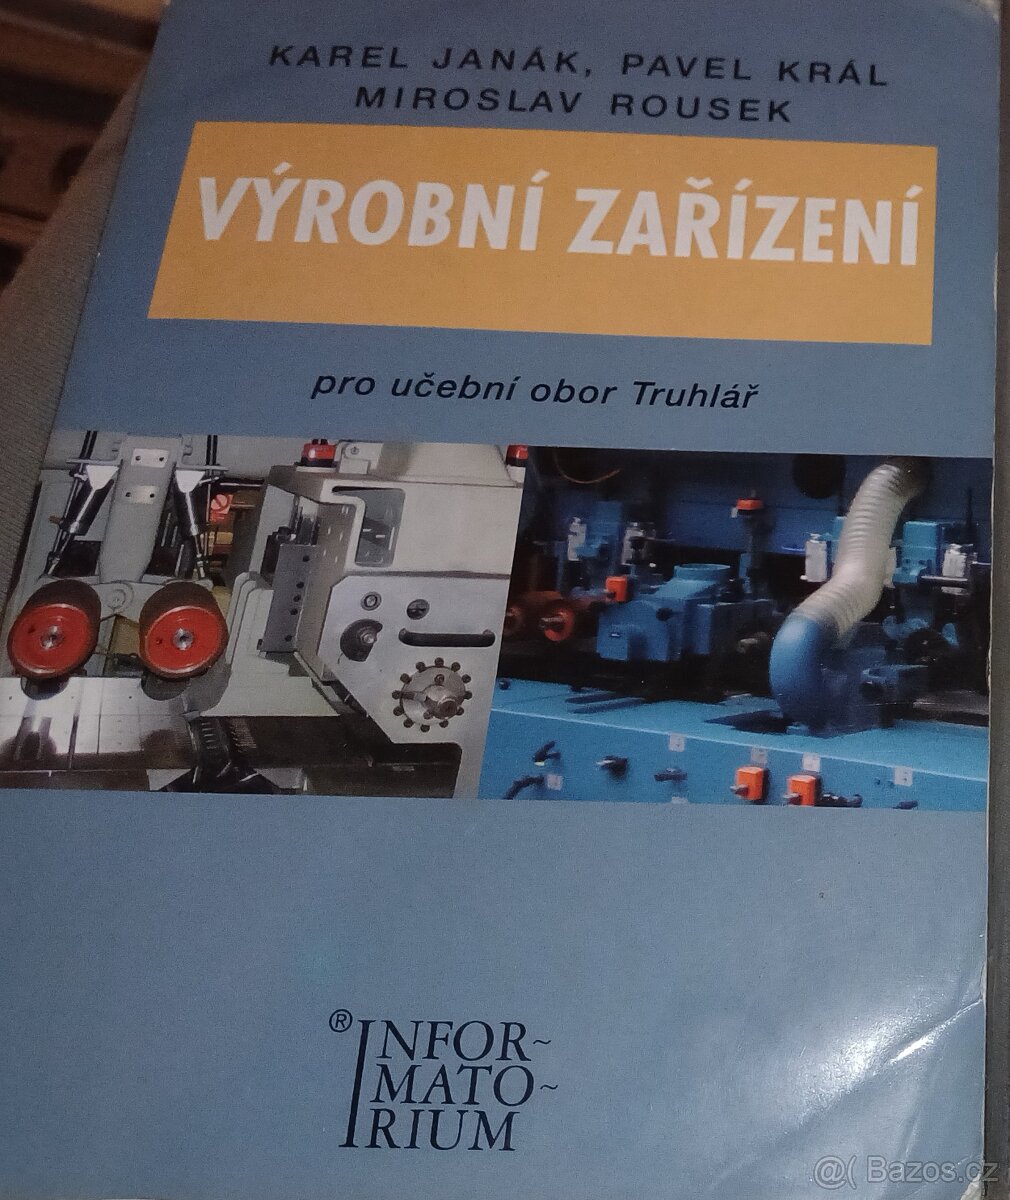 KAREL JANÁK, PAVEL KRÁL
MIROSLAV ROUSEK
VÝROBNÍ ZAŘÍZENÍ
pro učební obor Truhlář
®INFOR~
MATO~
RIUM
@( Bazos.cz